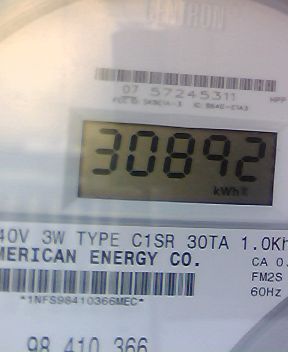 CENTRON
07 57245311
30892
kWh
40V 3W TYPE C1SR 30TA 1.0Kh
MERICAN ENERGY CO.
CA 0.
FM2S
60Hz
*1NFS98410366MEC*
98 410 366